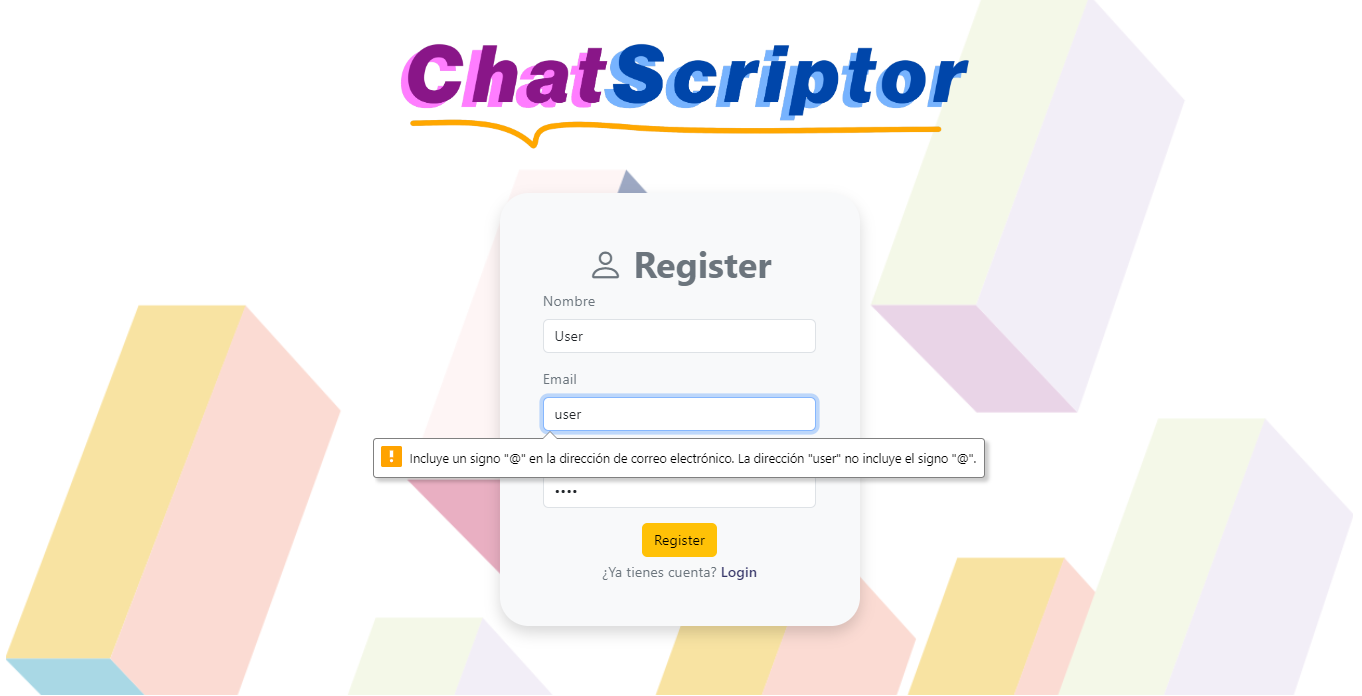 ChatScriptor
Register
Nombre
User
Email
user
Incluye un signo "@" en la dirección de correo electrónico. La dirección "user" no incluye el signo "@".
••••
Register
¿Ya tienes cuenta? Login